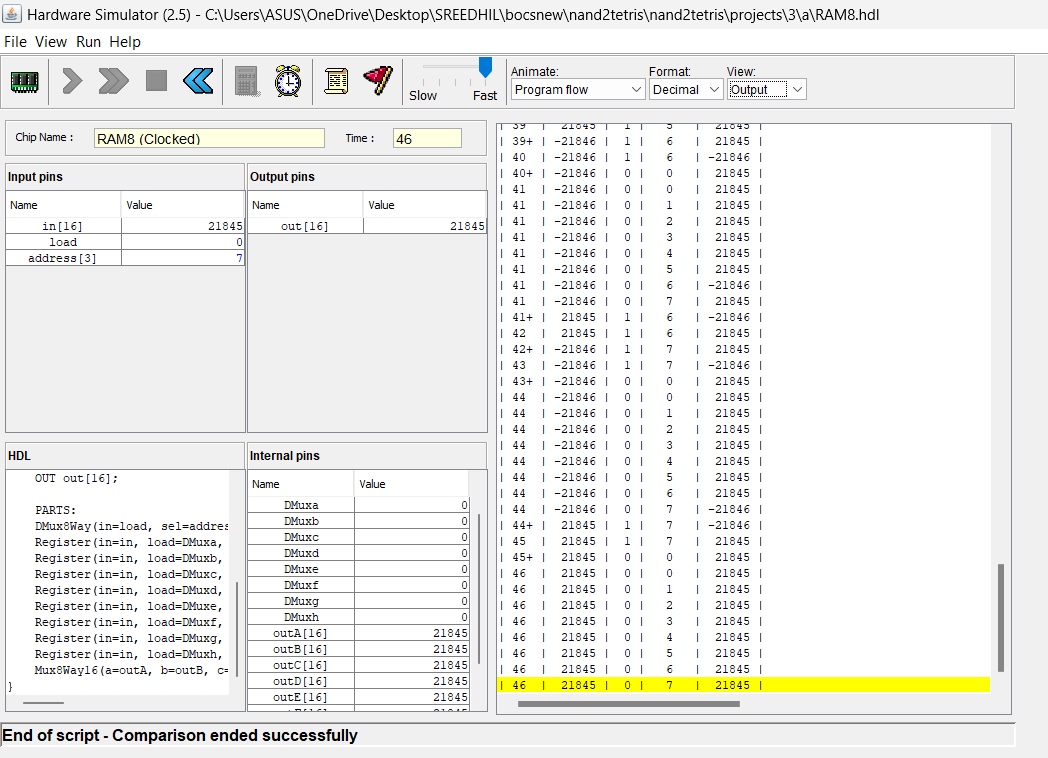 Hardware Simulator (2.5) - C:\Users\ASUS\OneDrive\Desktop\SREEDHIL\bocsnew\nand2tetris\nand2tetris\projects\3\a\RAM8.hdl
File View Run Help
Slow Fast
Animate: Format: View:
Program flow Decimal Output
Chip Name : RAM8 (Clocked) Time : 46
Input pins
Name Value
in[16] 21845
load 0
address[3] 7
Output pins
Name Value
out[16] 21845
HDL
OUT out[16];
PARTS:
DMux8Way(in=load, sel=addres
Register(in=in, load=DMuxa,
Register(in=in, load=DMuxb,
Register(in=in, load=DMuxc,
Register(in=in, load=DMuxd,
Register(in=in, load=DMuxe,
Register(in=in, load=DMuxf,
Register(in=in, load=DMuxg,
Register(in=in, load=DMuxh,
Mux8Way16(a=outA, b=outB, c=
}
Internal pins
Name Value
DMuxa 0
DMuxb 0
DMuxc 0
DMuxd 0
DMuxe 0
DMuxf 0
DMuxg 0
DMuxh 0
outA[16] 21845
outB[16] 21845
outC[16] 21845
outD[16] 21845
outE[16] 21845
| 39 | 21845 | 1 | 5 | 21845 |
| 39+ | -21846 | 1 | 6 | 21845 |
| 40 | -21846 | 1 | 6 | -21846 |
| 40+ | -21846 | 0 | 0 | 21845 |
| 41 | -21846 | 0 | 0 | 21845 |
| 41 | -21846 | 0 | 1 | 21845 |
| 41 | -21846 | 0 | 2 | 21845 |
| 41 | -21846 | 0 | 3 | 21845 |
| 41 | -21846 | 0 | 4 | 21845 |
| 41 | -21846 | 0 | 5 | 21845 |
| 41 | -21846 | 0 | 6 | -21846 |
| 41 | -21846 | 0 | 7 | 21845 |
| 41+ | 21845 | 1 | 6 | -21846 |
| 42 | 21845 | 1 | 6 | 21845 |
| 42+ | -21846 | 1 | 7 | 21845 |
| 43 | -21846 | 1 | 7 | -21846 |
| 43+ | -21846 | 0 | 0 | 21845 |
| 44 | -21846 | 0 | 0 | 21845 |
| 44 | -21846 | 0 | 1 | 21845 |
| 44 | -21846 | 0 | 2 | 21845 |
| 44 | -21846 | 0 | 3 | 21845 |
| 44 | -21846 | 0 | 4 | 21845 |
| 44 | -21846 | 0 | 5 | 21845 |
| 44 | -21846 | 0 | 6 | 21845 |
| 44 | -21846 | 0 | 7 | -21846 |
| 44+ | 21845 | 1 | 7 | -21846 |
| 45 | 21845 | 1 | 7 | 21845 |
| 45+ | 21845 | 0 | 0 | 21845 |
| 46 | 21845 | 0 | 0 | 21845 |
| 46 | 21845 | 0 | 1 | 21845 |
| 46 | 21845 | 0 | 2 | 21845 |
| 46 | 21845 | 0 | 3 | 21845 |
| 46 | 21845 | 0 | 4 | 21845 |
| 46 | 21845 | 0 | 5 | 21845 |
| 46 | 21845 | 0 | 6 | 21845 |
| 46 | 21845 | 0 | 7 | 21845 |
End of script - Comparison ended successfully